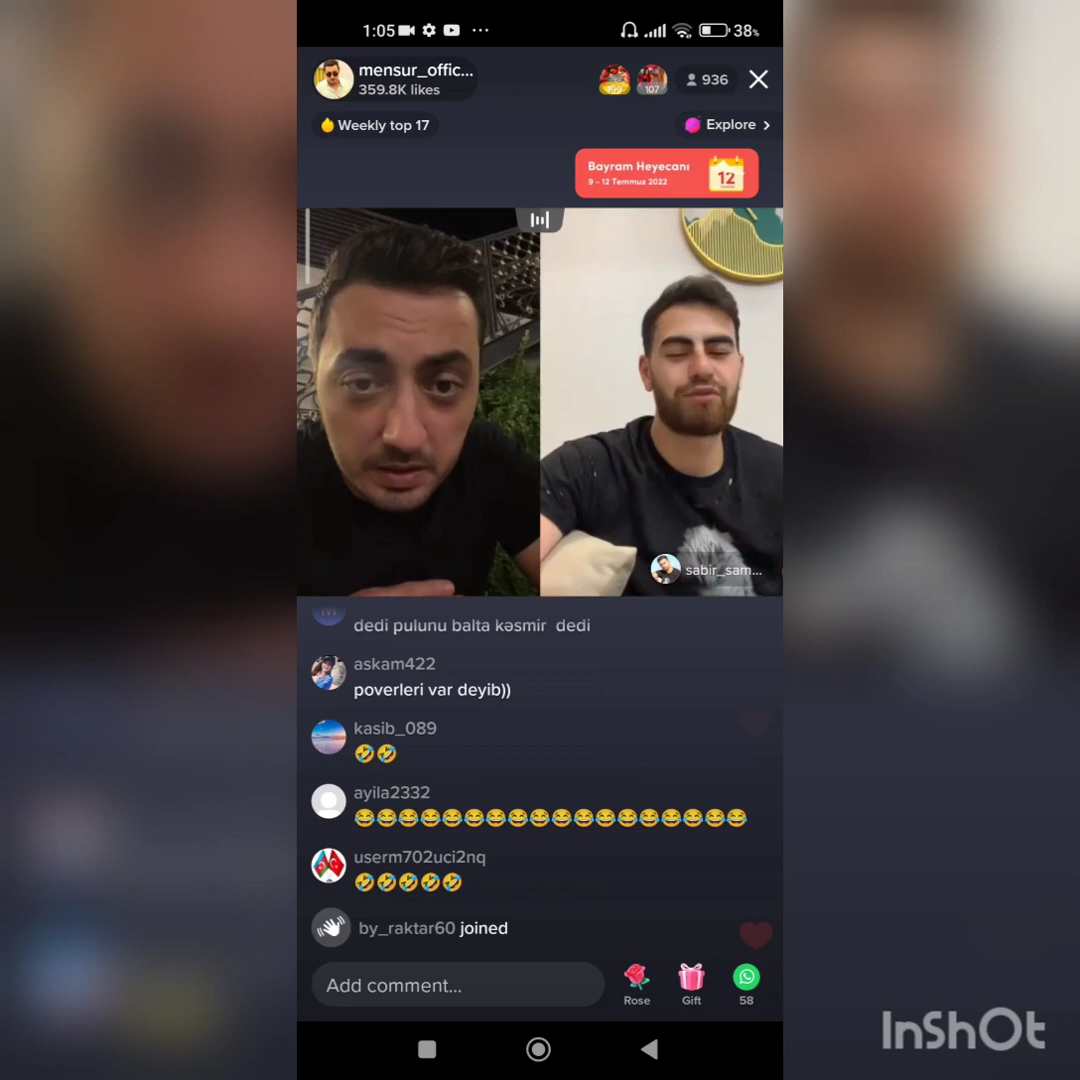 1:05 ... 38%
mensur_offic...
359.8K likes
199
107
936
Weekly top 17
Explore
Bayram Heyecanı
9 - 12 Temmuz 2022
12
sabir_sam...
M
dedi pulunu balta kəsmir dedi
askam422
poverleri var deyib))
kasib_089
🤣🤣
ayila2332
😂😂😂😂😂😂😂😂😂😂😂😂😂😂😂😂😂😂
userm702uci2nq
🤣🤣🤣🤣🤣
by_raktar60 joined
Add comment...
Rose
Gift
58
InShOt